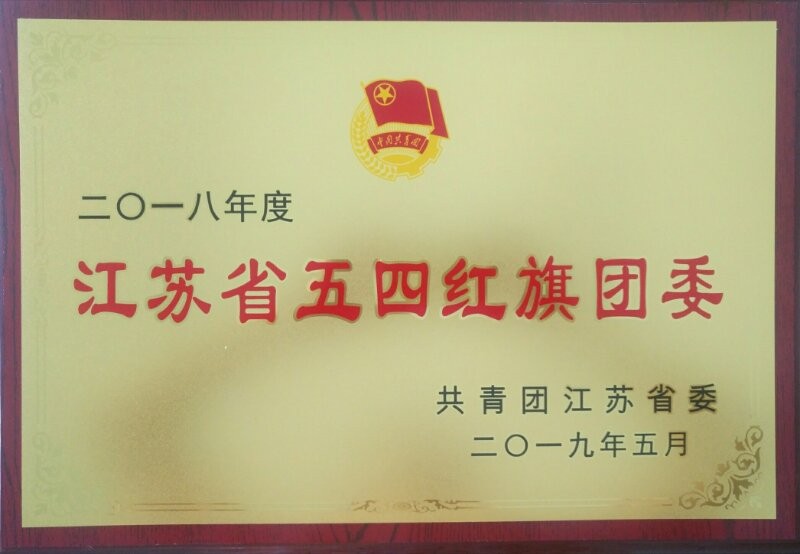 中国共青团
二〇一八年度
江苏省五四红旗团委
共青团江苏省委
二〇一九年五月